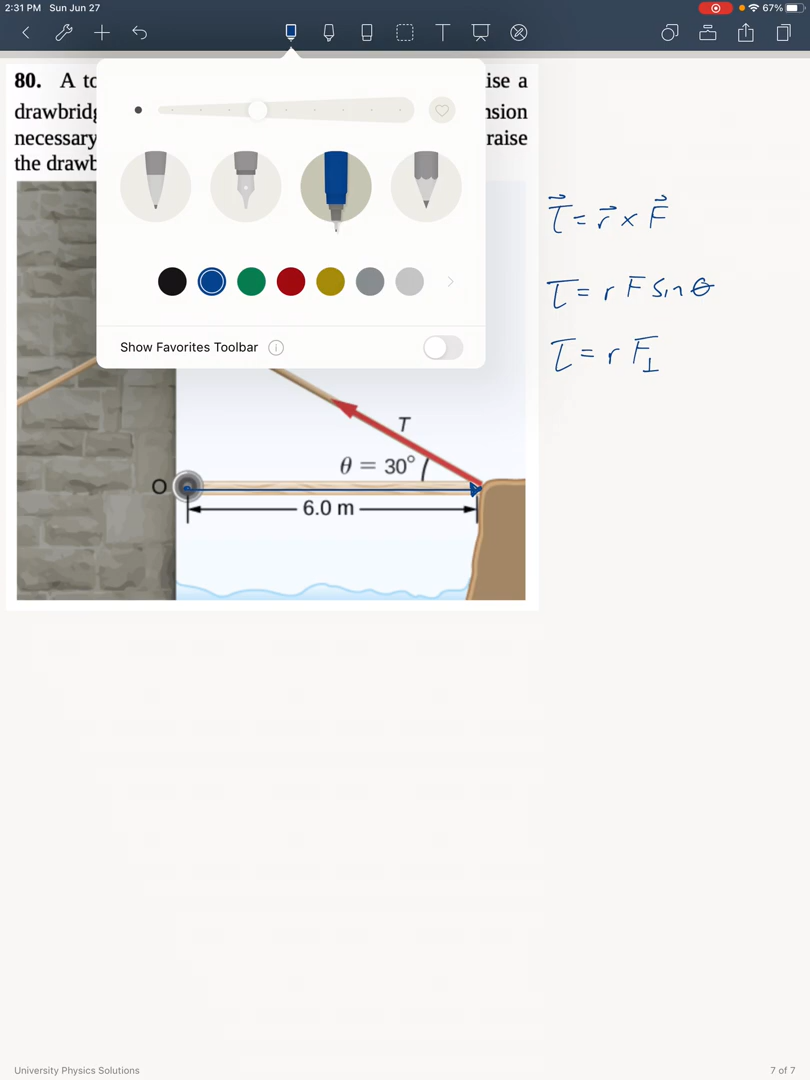 2:31 PM Sun Jun 27
67%
T
80. A to
ise a
drawbridg
nsion
necessary
raise
the drawb
Show Favorites Toolbar
T
θ = 30°
O
6.0 m
τ⃗ = r⃗ × F⃗
τ = r F sin θ
τ = r F⊥
University Physics Solutions
7 of 7